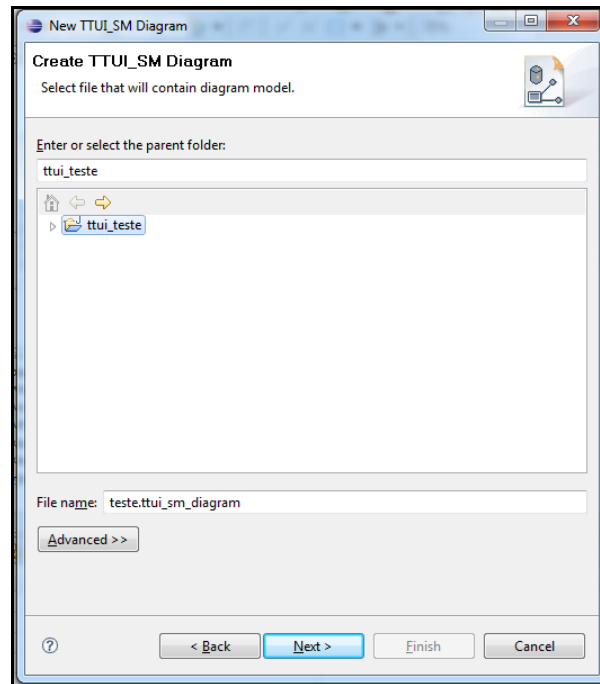 New TTUI_SM Diagram
Create TTUI_SM Diagram
Select file that will contain diagram model.
Enter or select the parent folder:
ttui_teste
ttui_teste
File name: teste.ttui_sm_diagram
Advanced >>
< Back Next > Finish Cancel